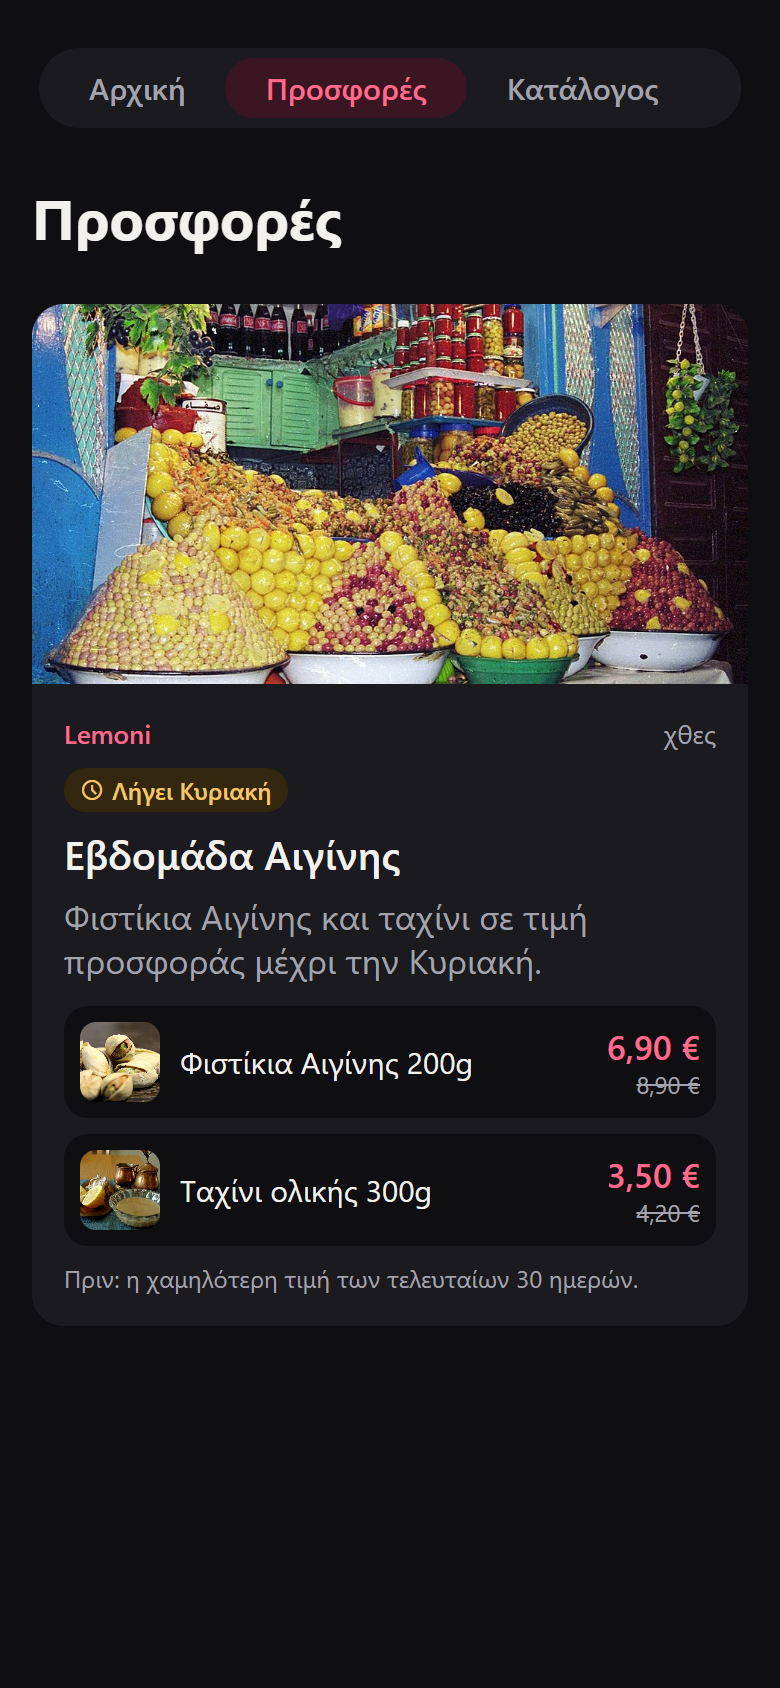 Αρχική Προσφορές Κατάλογος
Προσφορές
Lemoni χθες
Λήγει Κυριακή
Εβδομάδα Αιγίνης
Φιστίκια Αιγίνης και ταχίνι σε τιμή
προσφοράς μέχρι την Κυριακή.
Φιστίκια Αιγίνης 200g
6,90 €
8,90 €
Ταχίνι ολικής 300g
3,50 €
4,20 €
Πριν: η χαμηλότερη τιμή των τελευταίων 30 ημερών.